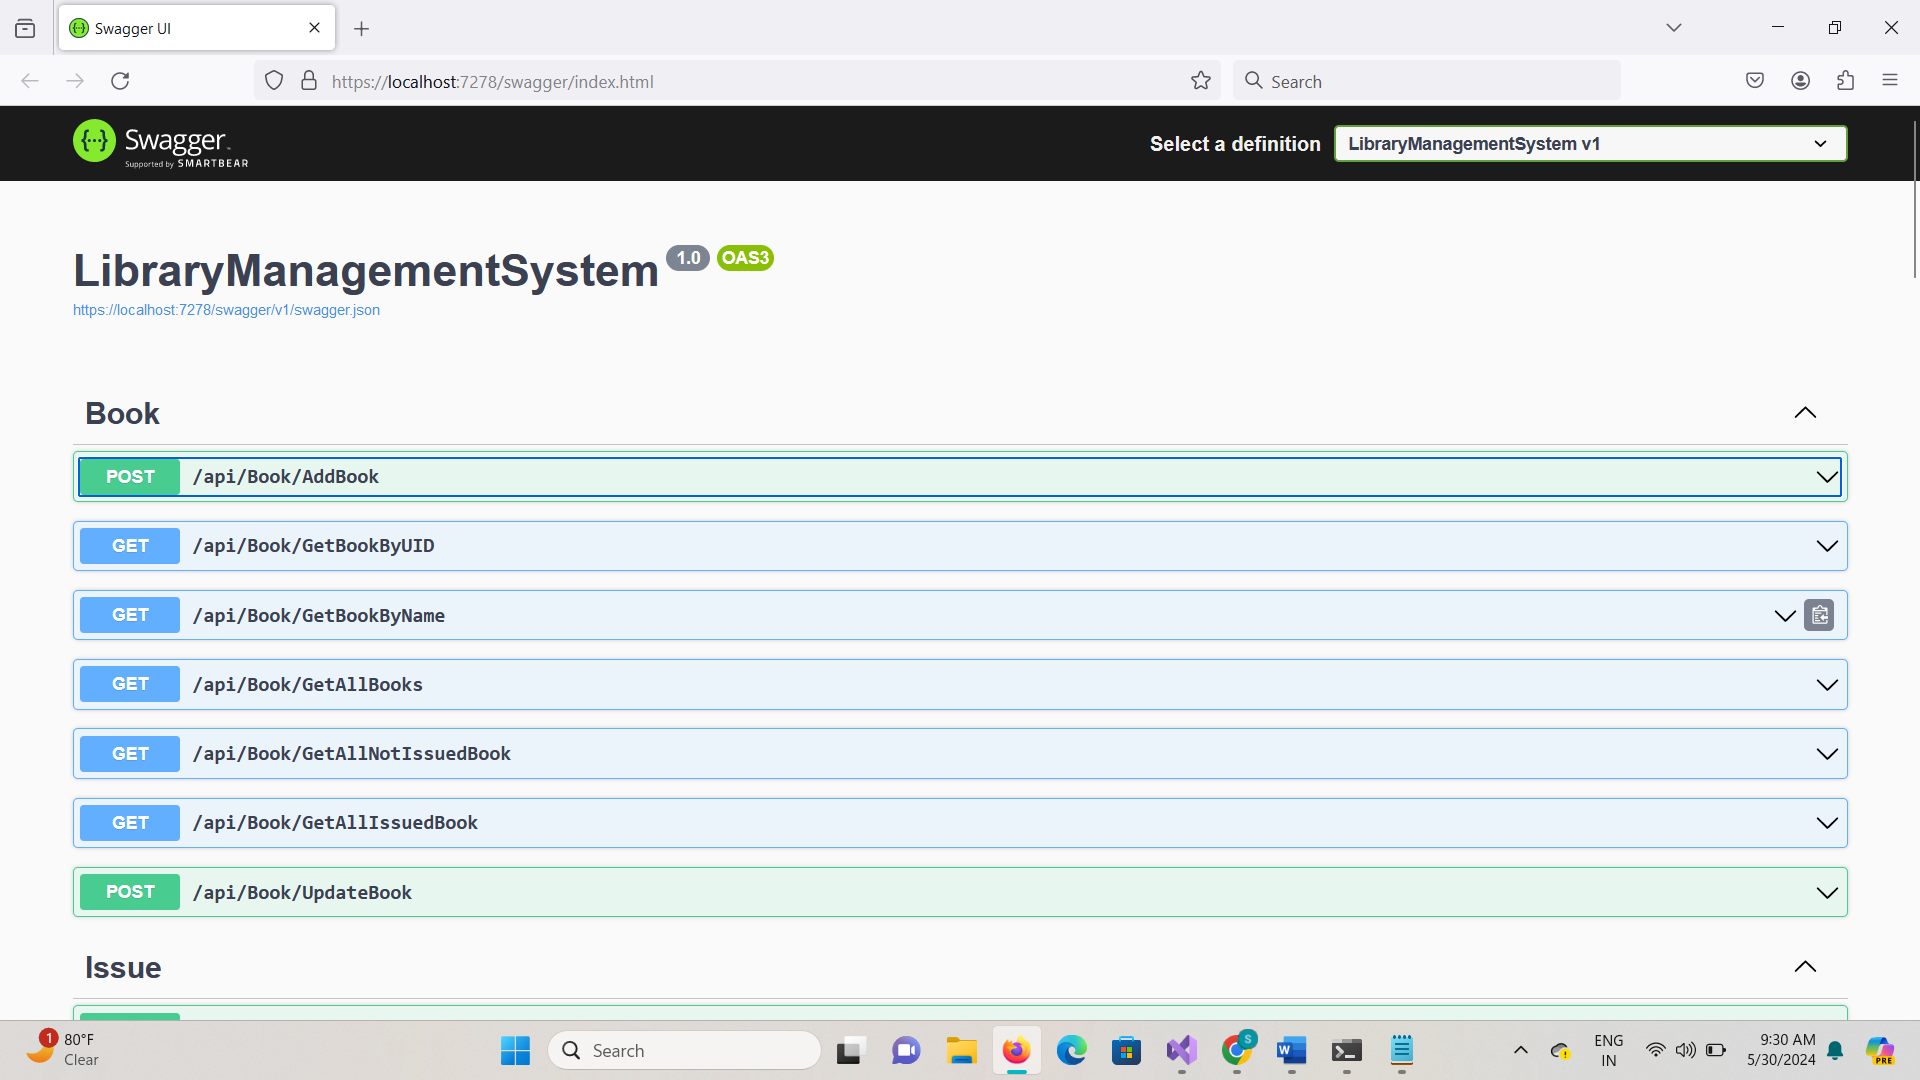 Swagger UI
https://localhost:7278/swagger/index.html
Search
Swagger
Supported by SMARTBEAR
Select a definition
LibraryManagementSystem v1
LibraryManagementSystem 1.0 OAS3
https://localhost:7278/swagger/v1/swagger.json
Book
POST /api/Book/AddBook
GET /api/Book/GetBookByUID
GET /api/Book/GetBookByName
GET /api/Book/GetAllBooks
GET /api/Book/GetAllNotIssuedBook
GET /api/Book/GetAllIssuedBook
POST /api/Book/UpdateBook
Issue
1
80°F
Clear
Search
S
W
ENG
IN
9:30 AM
5/30/2024
PRE